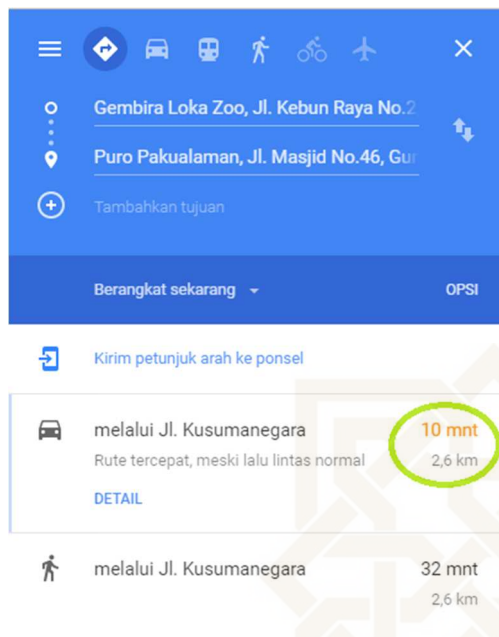 Gembira Loka Zoo, Jl. Kebun Raya No.2
Puro Pakualaman, Jl. Masjid No.46, Gun
Tambahkan tujuan
Berangkat sekarang
OPSI
Kirim petunjuk arah ke ponsel
melalui Jl. Kusumanegara 10 mnt
Rute tercepat, meski lalu lintas normal 2,6 km
DETAIL
melalui Jl. Kusumanegara 32 mnt
2,6 km